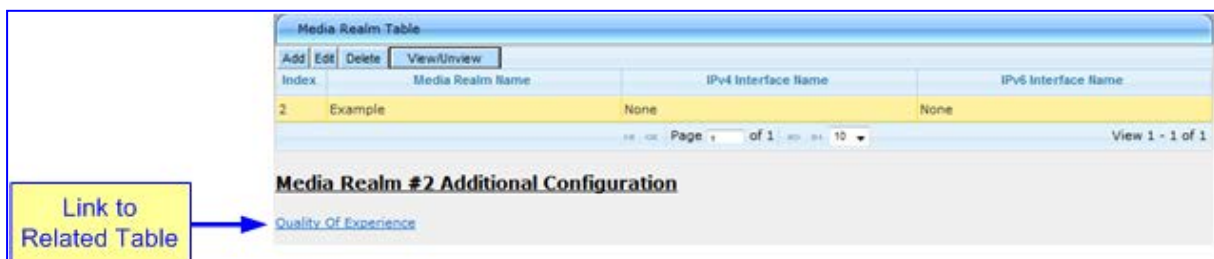 Media Realm Table
Add Edit Delete View/Unview
Index Media Realm Name IPv4 Interface Name IPv6 Interface Name
2 Example None None
Page 1 of 1 10 View 1 - 1 of 1
Media Realm #2 Additional Configuration
Link to
Related Table
Quality Of Experience